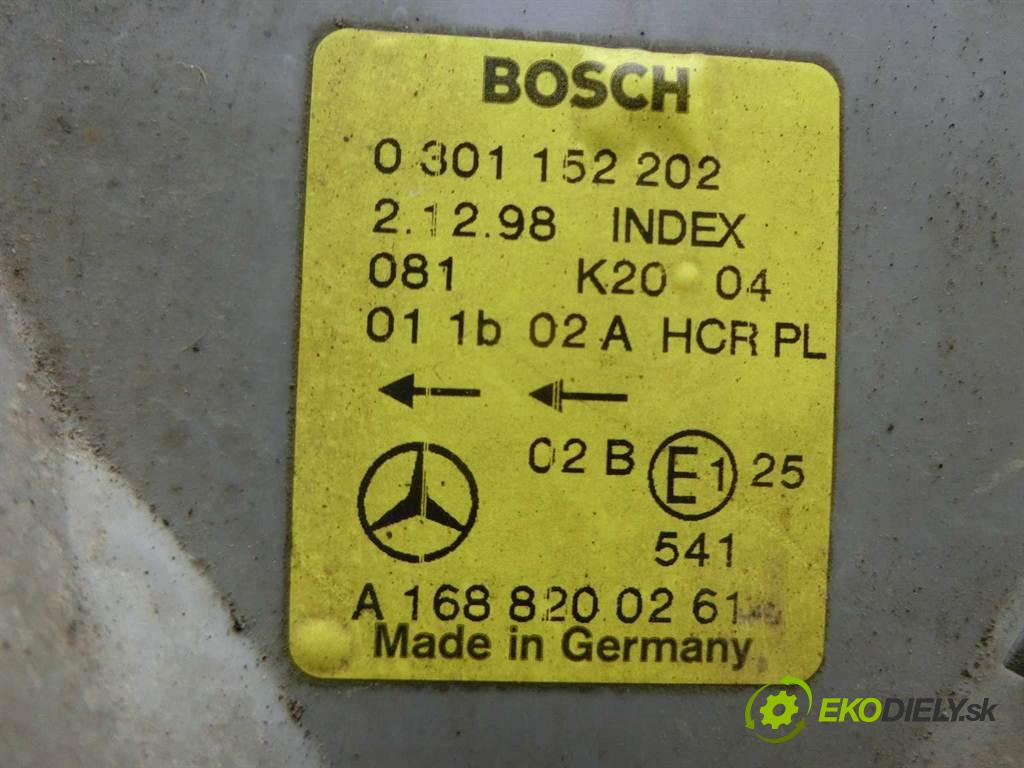 BOSCH
0 301 152 202
2.12.98 INDEX
081 K20 04
01 1b 02 A HCR PL
02 B E1 25
541
A 168 820 02 61
Made in Germany
EKODIELY.sk